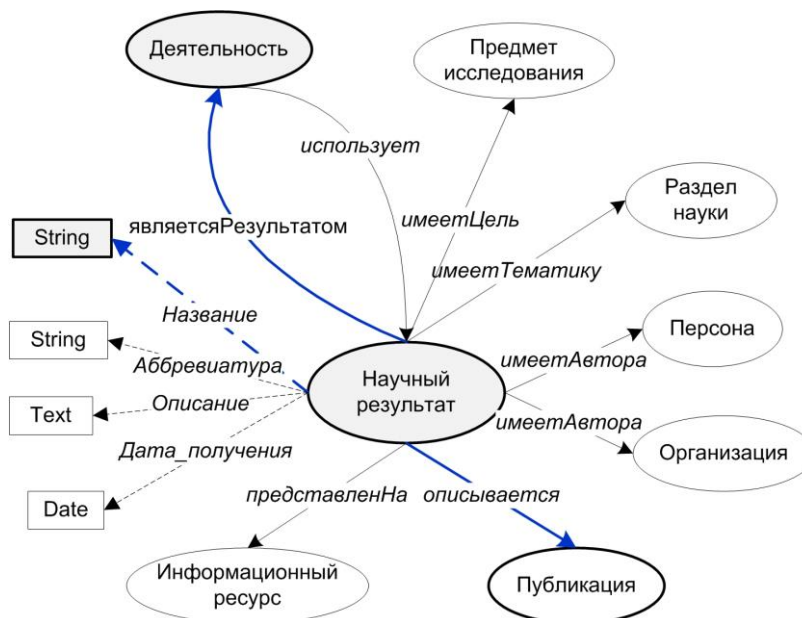 Деятельность
Предмет
исследования
использует
Раздел
науки
String
являетсяРезультатом
имеетЦель
имеетТематику
Название
String
Аббревиатура
Персона
имеетАвтора
Научный
результат
Text
Описание
имеетАвтора
Организация
Дата_получения
Date
представленНа
описывается
Информационный
ресурс
Публикация